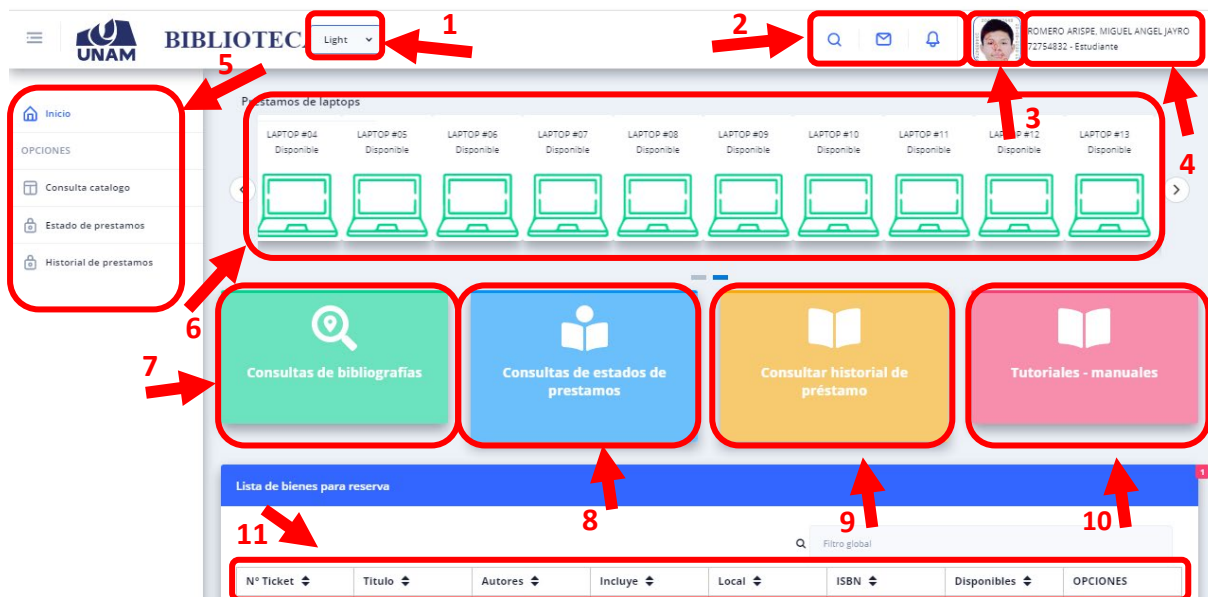 1
2
UNAM
BIBLIOTEC
Light
ROMERO ARISPE, MIGUEL ANGEL JAYRO
72754832 - Estudiante
3
4
5
Inicio
OPCIONES
Consulta catalogo
Estado de prestamos
Historial de prestamos
Prestamos de laptops
LAPTOP #04 LAPTOP #05 LAPTOP #06 LAPTOP #07 LAPTOP #08 LAPTOP #09 LAPTOP #10 LAPTOP #11 LAPTOP #12 LAPTOP #13
Disponible Disponible Disponible Disponible Disponible Disponible Disponible Disponible Disponible Disponible
6
7
Consultas de bibliografías
Consultas de estados de
prestamos
Consultar historial de
préstamo
Tutoriales - manuales
Lista de bienes para reserva
1
8
9
10
11
Filtro global
N° Ticket Titulo Autores Incluye Local ISBN Disponibles OPCIONES